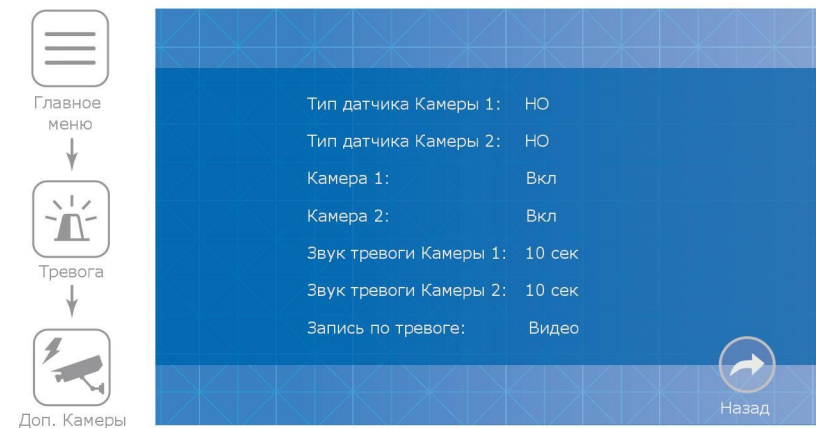 Главное
меню
Тревога
Доп. Камеры
Тип датчика Камеры 1: НО
Тип датчика Камеры 2: НО
Камера 1: Вкл
Камера 2: Вкл
Звук тревоги Камеры 1: 10 сек
Звук тревоги Камеры 2: 10 сек
Запись по тревоге: Видео
Назад